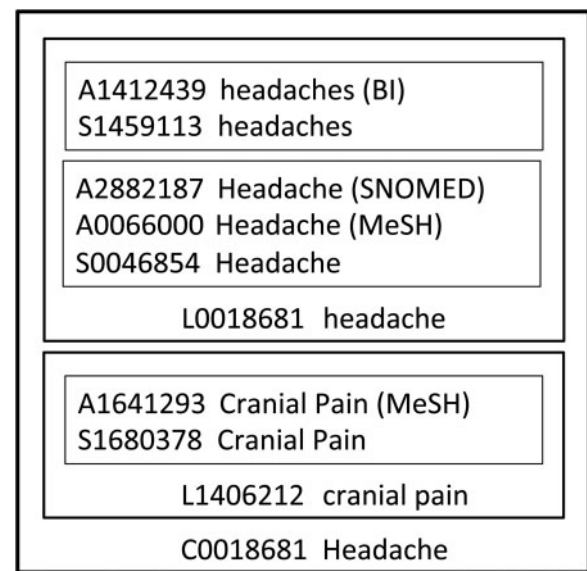 A1412439 headaches (BI)
S1459113 headaches
A2882187 Headache (SNOMED)
A0066000 Headache (MeSH)
S0046854 Headache
L0018681 headache
A1641293 Cranial Pain (MeSH)
S1680378 Cranial Pain
L1406212 cranial pain
C0018681 Headache